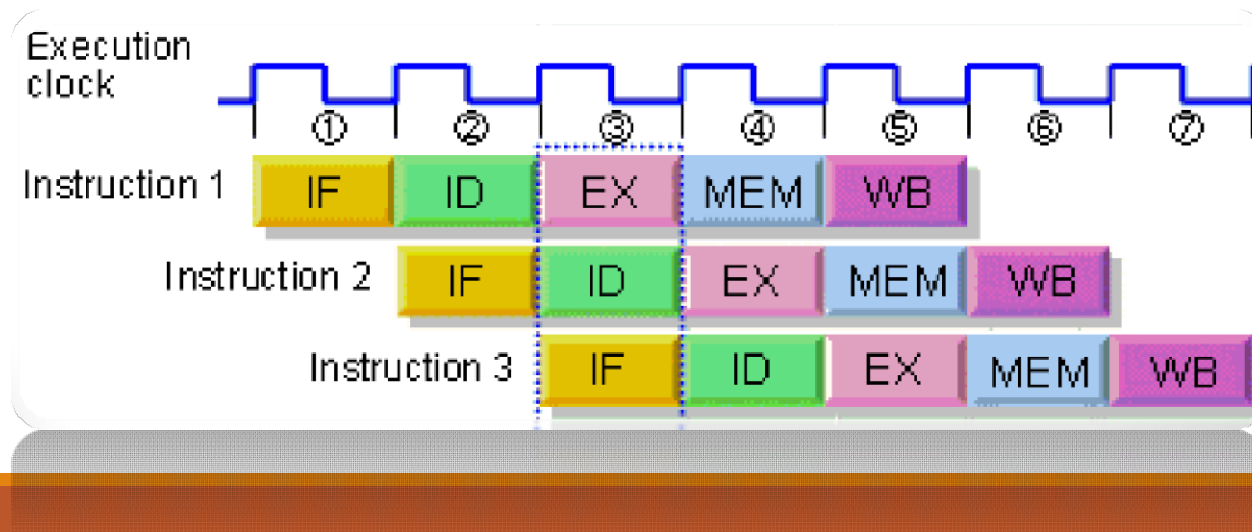 Execution
clock
① ② ③ ④ ⑤ ⑥ ⑦
Instruction 1 IF ID EX MEM WB
Instruction 2 IF ID EX MEM WB
Instruction 3 IF ID EX MEM WB